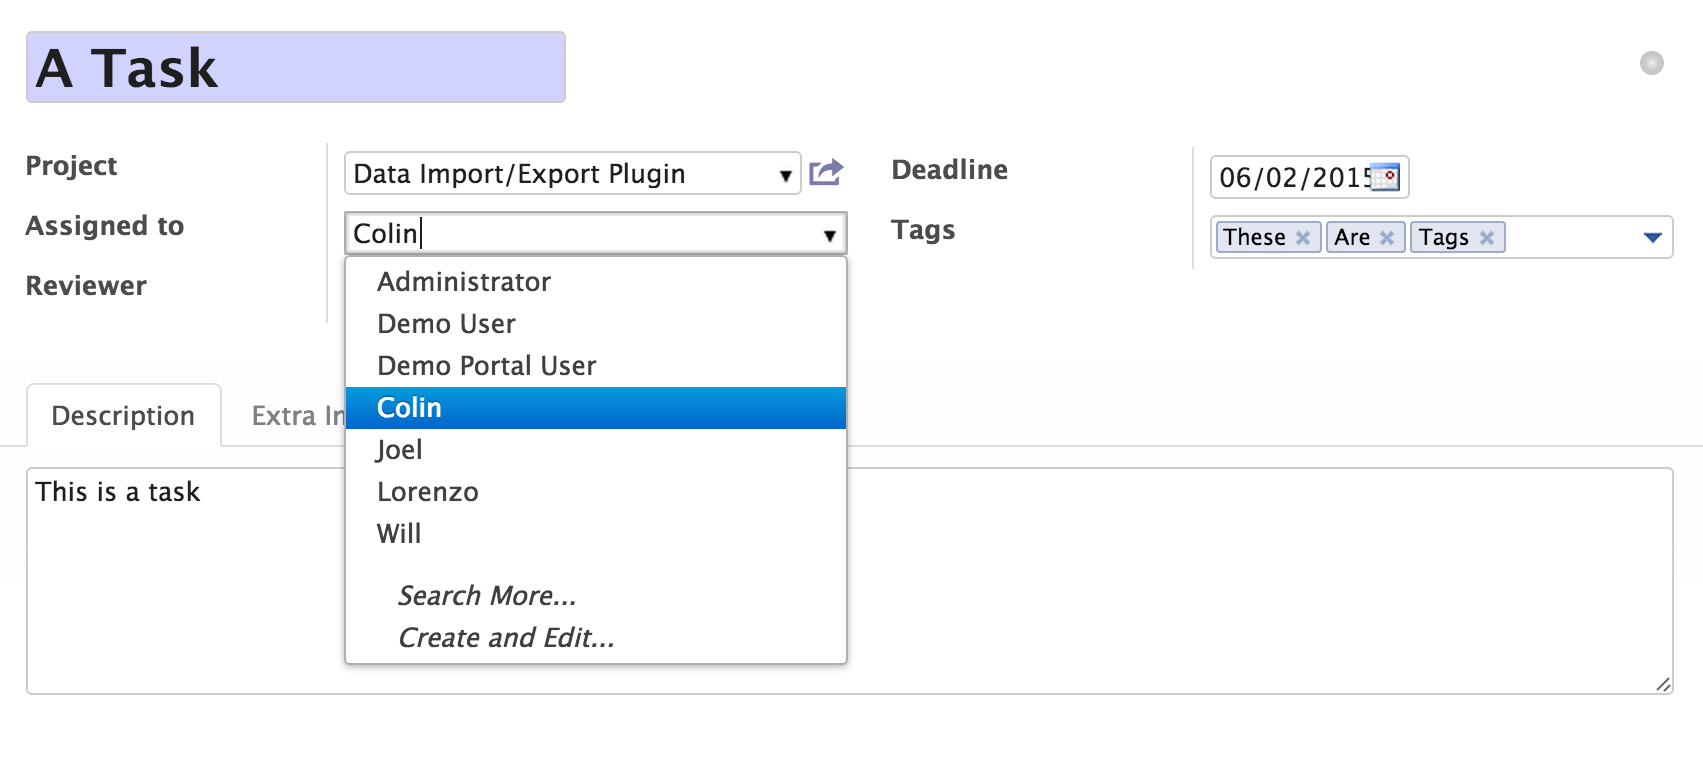 A Task
Project
Data Import/Export Plugin
Deadline
06/02/2015
Assigned to
Colin
Tags
These
Are
Tags
Reviewer
Administrator
Demo User
Demo Portal User
Colin
Joel
Lorenzo
Will
Search More...
Create and Edit...
Description
Extra
This is a task